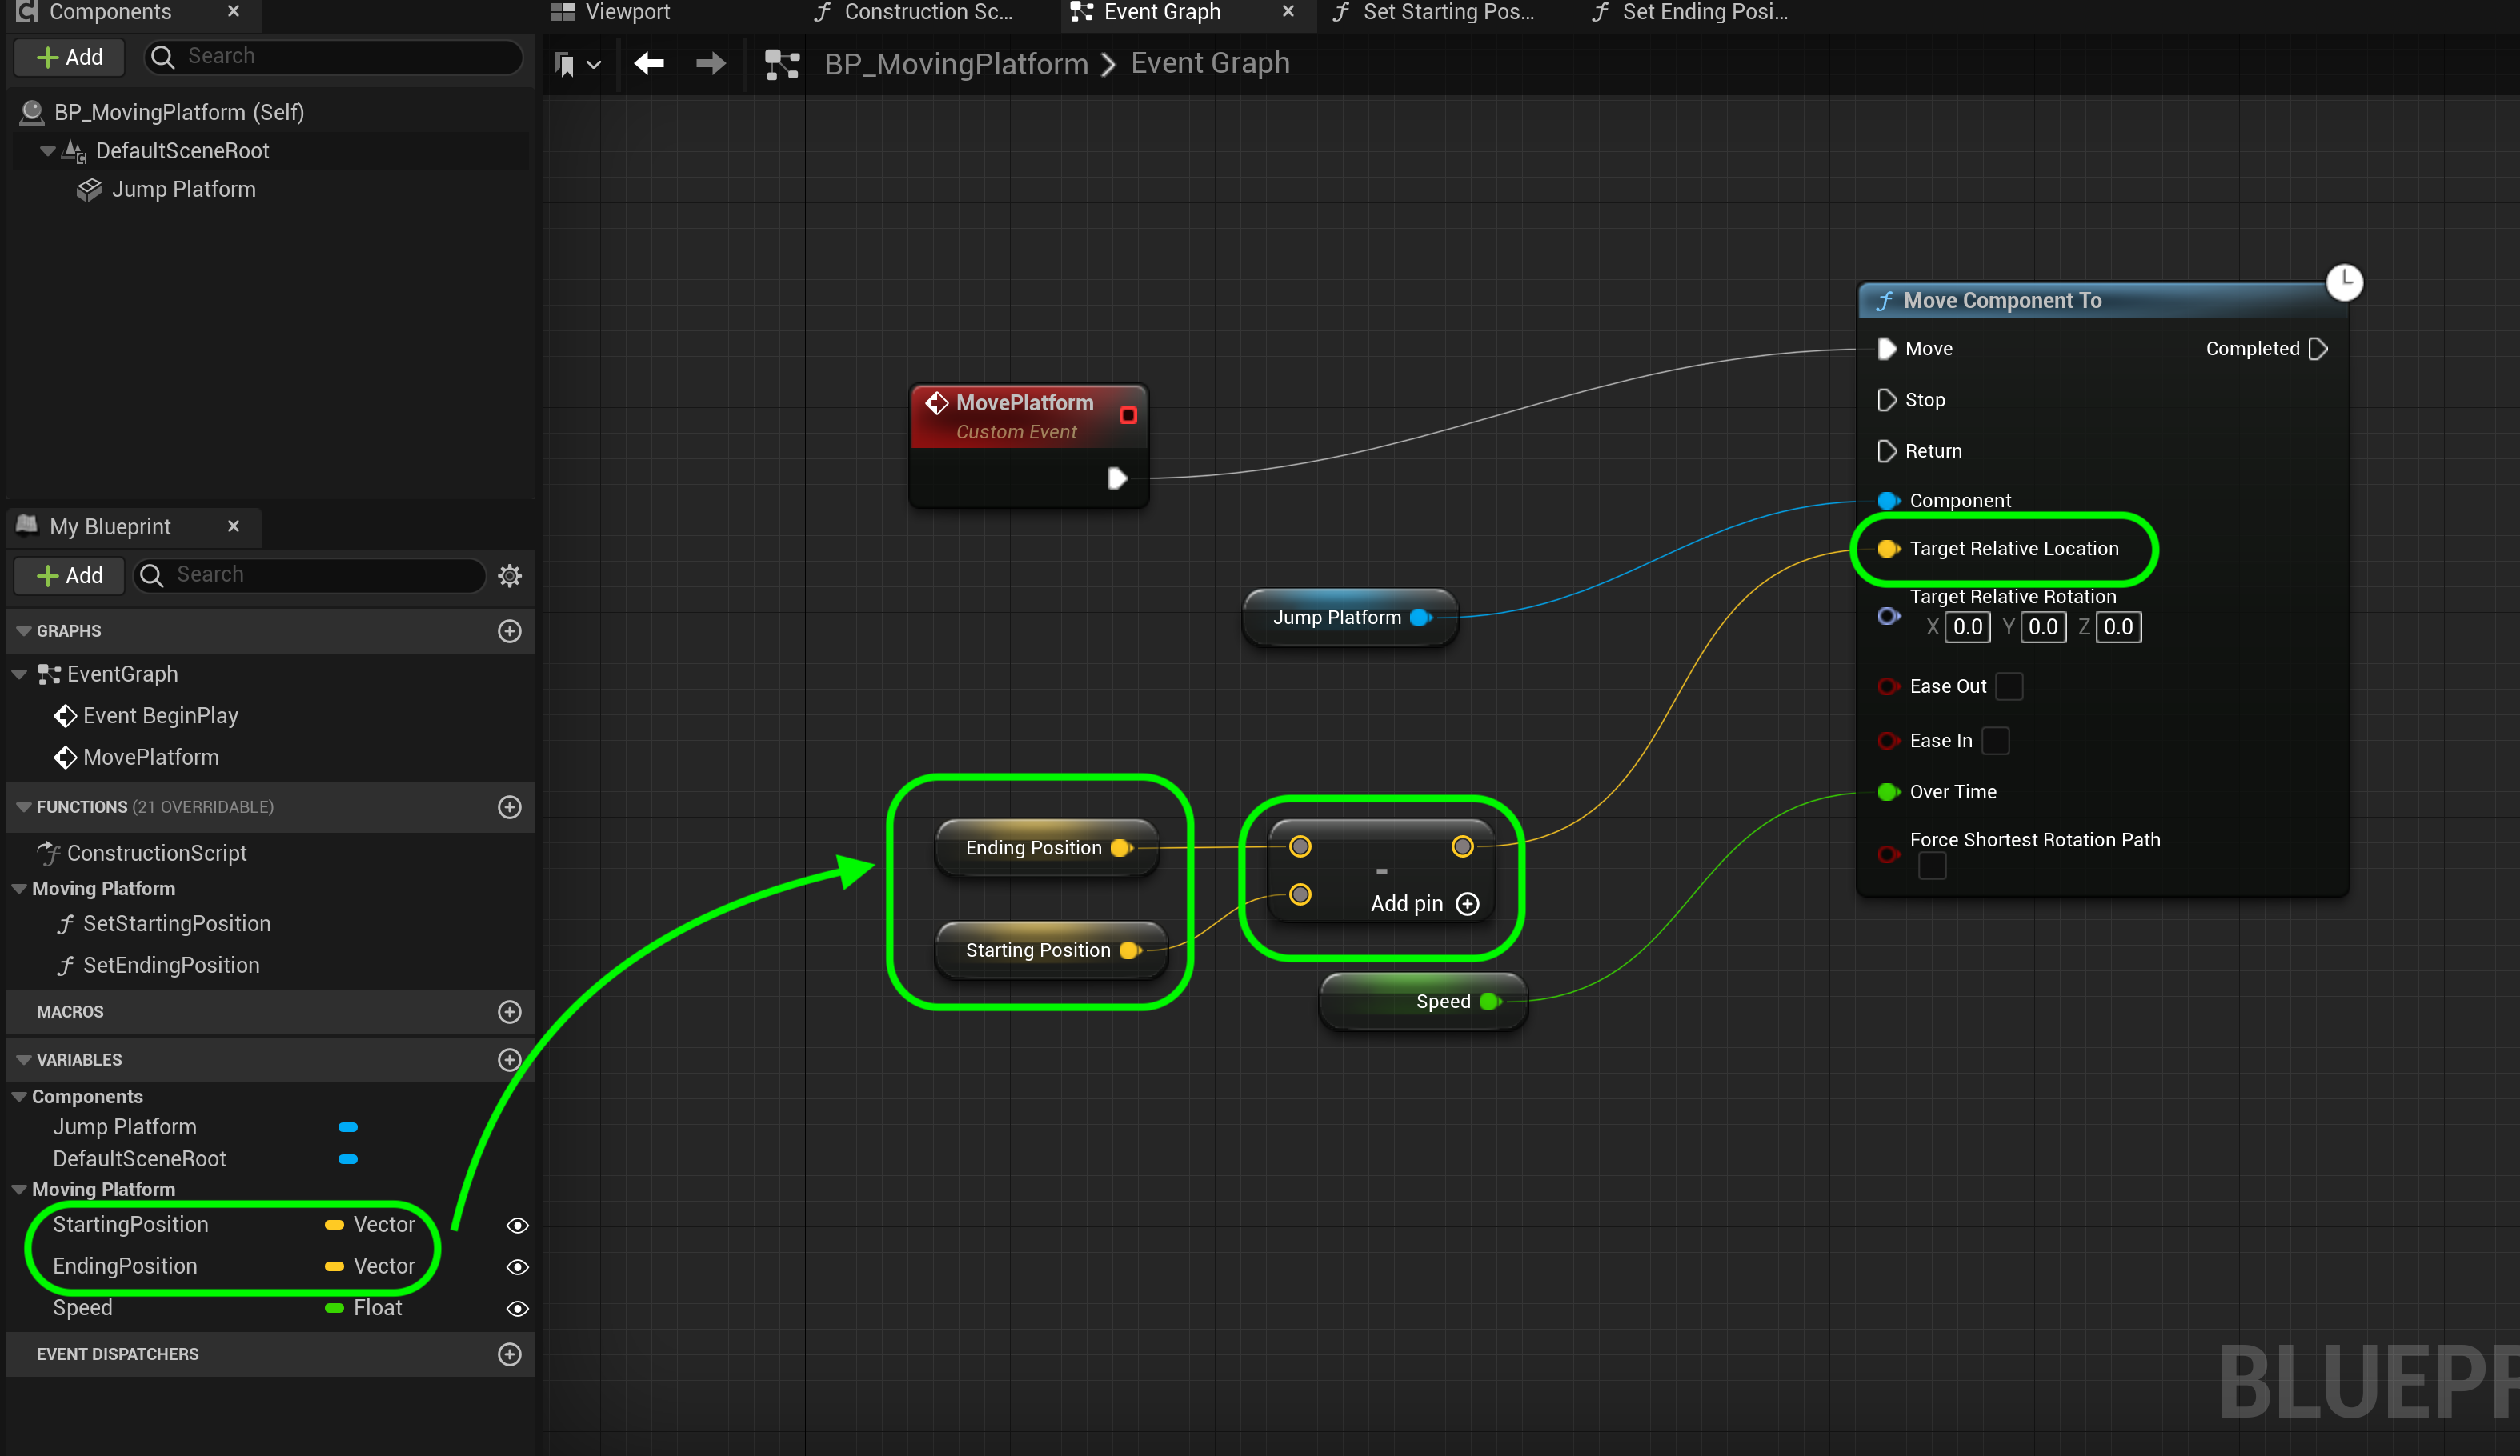 Components
Viewport
Construction Sc...
Event Graph
Set Starting Pos...
Set Ending Posi...
Add
Search
BP_MovingPlatform
Event Graph
BP_MovingPlatform (Self)
DefaultSceneRoot
Jump Platform
My Blueprint
Add
Search
GRAPHS
EventGraph
Event BeginPlay
MovePlatform
FUNCTIONS (21 OVERRIDABLE)
ConstructionScript
Moving Platform
SetStartingPosition
SetEndingPosition
MACROS
VARIABLES
Components
Jump Platform
DefaultSceneRoot
Moving Platform
StartingPosition Vector
EndingPosition Vector
Speed Float
EVENT DISPATCHERS
MovePlatform
Custom Event
Jump Platform
Ending Position
Starting Position
-
Add pin
Speed
Move Component To
Move Completed
Stop
Return
Component
Target Relative Location
Target Relative Rotation
X 0.0 Y 0.0 Z 0.0
Ease Out
Ease In
Over Time
Force Shortest Rotation Path